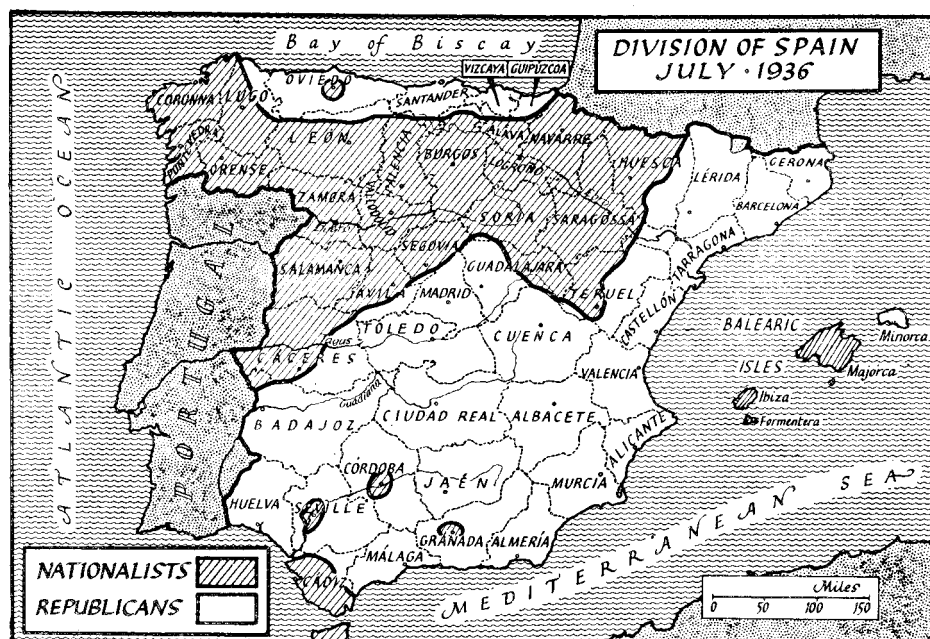 DIVISION OF SPAIN
JULY · 1936
Bay of Biscay
ATLANTIC OCEAN
MEDITERRANEAN SEA
PORTUGAL
VIZCAYA
GUIPÚZCOA
OVIEDO
SANTANDER
CORUNNA
LUGO
PONTEVEDRA
ORENSE
LEÓN
PALENCIA
BURGOS
ALAVA
NAVARRE
LOGROÑO
HUESCA
LÉRIDA
GERONA
BARCELONA
ZAMORA
SORIA
SARAGOSSA
TARRAGONA
SEGOVIA
SALAMANCA
AVILA
MADRID
GUADALAJARA
TERUEL
CASTELLÓN
TOLEDO
CUENCA
Tagus
CÁCERES
VALENCIA
Guadiana
BADAJOZ
CIUDAD REAL
ALBACETE
ALICANTE
BALEARIC
ISLES
Minorca
Majorca
Ibiza
Formentera
CÓRDOBA
JAÉN
MURCIA
HUELVA
SEVILLE
GRANADA
ALMERÍA
MÁLAGA
CÁDIZ
NATIONALISTS
REPUBLICANS
Miles
0 50 100 150